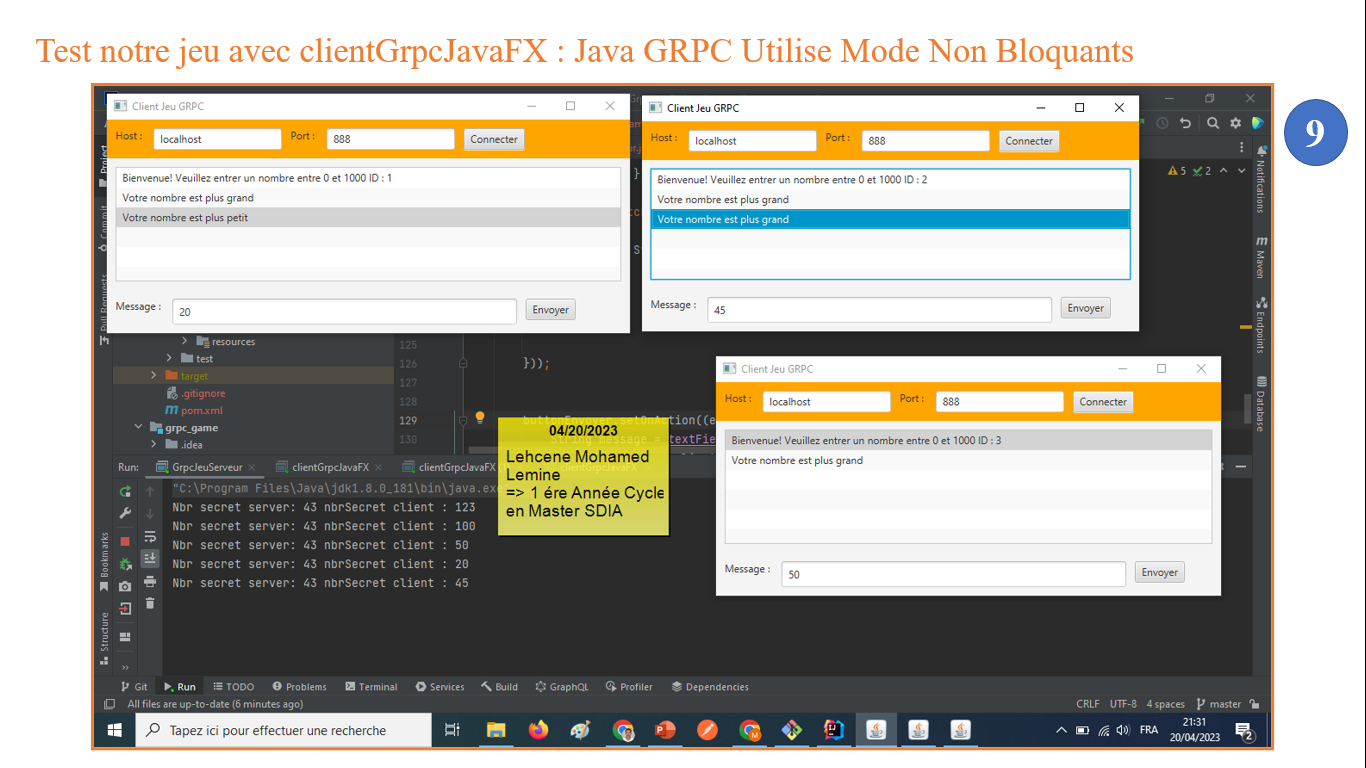 Test notre jeu avec clientGrpcJavaFX : Java GRPC Utilise Mode Non Bloquants
9
Client Jeu GRPC
Host :
localhost
Port :
888
Connecter
Bienvenue! Veuillez entrer un nombre entre 0 et 1000 ID : 1
Votre nombre est plus grand
Votre nombre est plus petit
Message :
20
Envoyer
Client Jeu GRPC
Host :
localhost
Port :
888
Connecter
Bienvenue! Veuillez entrer un nombre entre 0 et 1000 ID : 2
Votre nombre est plus grand
Votre nombre est plus grand
Message :
45
Envoyer
Client Jeu GRPC
Host :
localhost
Port :
888
Connecter
Bienvenue! Veuillez entrer un nombre entre 0 et 1000 ID : 3
Votre nombre est plus grand
Message :
50
Envoyer
5 2
Project
Commit
Pull Requests
Notifications
Maven
Endpoints
Database
resources
test
target
.gitignore
pom.xml
grpc_game
.idea
125
126 }));
127
128
129 buttonEnvoyer.setOnAction((e
130 String message = textFie
04/20/2023
Lehcene Mohamed
Lemine
=> 1 ére Année Cycle
en Master SDIA
Run: GrpcJeuServeur clientGrpcJavaFX clientGrpcJavaFX
"C:\Program Files\Java\jdk1.8.0_181\bin\java.exe
Nbr secret server: 43 nbrSecret client : 123
Nbr secret server: 43 nbrSecret client : 100
Nbr secret server: 43 nbrSecret client : 50
Nbr secret server: 43 nbrSecret client : 20
Nbr secret server: 43 nbrSecret client : 45
Bookmarks
Structure
Git Run TODO Problems Terminal Services Build GraphQL Profiler Dependencies
All files are up-to-date (6 minutes ago)
CRLF UTF-8 4 spaces master
Tapez ici pour effectuer une recherche
FRA
21:31
20/04/2023
2